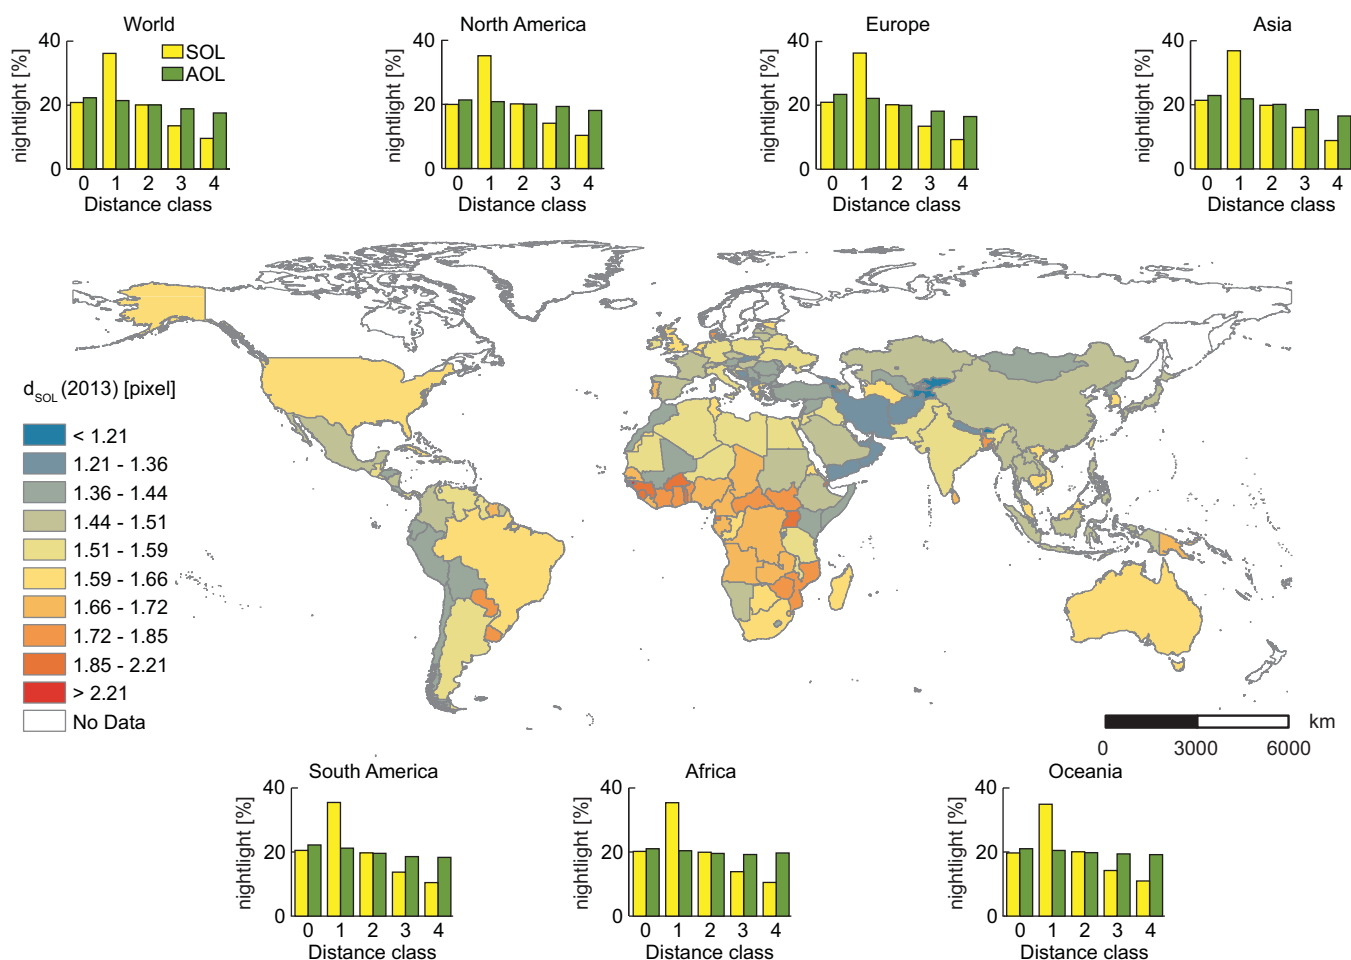 World
North America
Europe
Asia
nightlight [%]
40
20
0
SOL
AOL
0 1 2 3 4
Distance class
nightlight [%]
40
20
0
0 1 2 3 4
Distance class
nightlight [%]
40
20
0
0 1 2 3 4
Distance class
nightlight [%]
40
20
0
0 1 2 3 4
Distance class
dSOL (2013) [pixel]
< 1.21
1.21 - 1.36
1.36 - 1.44
1.44 - 1.51
1.51 - 1.59
1.59 - 1.66
1.66 - 1.72
1.72 - 1.85
1.85 - 2.21
> 2.21
No Data
km
0 3000 6000
South America
Africa
Oceania
nightlight [%]
40
20
0
0 1 2 3 4
Distance class
nightlight [%]
40
20
0
0 1 2 3 4
Distance class
nightlight [%]
40
20
0
0 1 2 3 4
Distance class